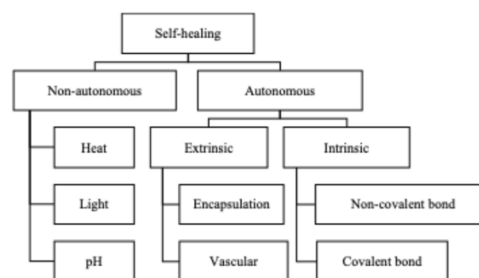 Self-healing
Non-autonomous
Autonomous
Heat
Extrinsic
Intrinsic
Light
Encapsulation
Non-covalent bond
pH
Vascular
Covalent bond